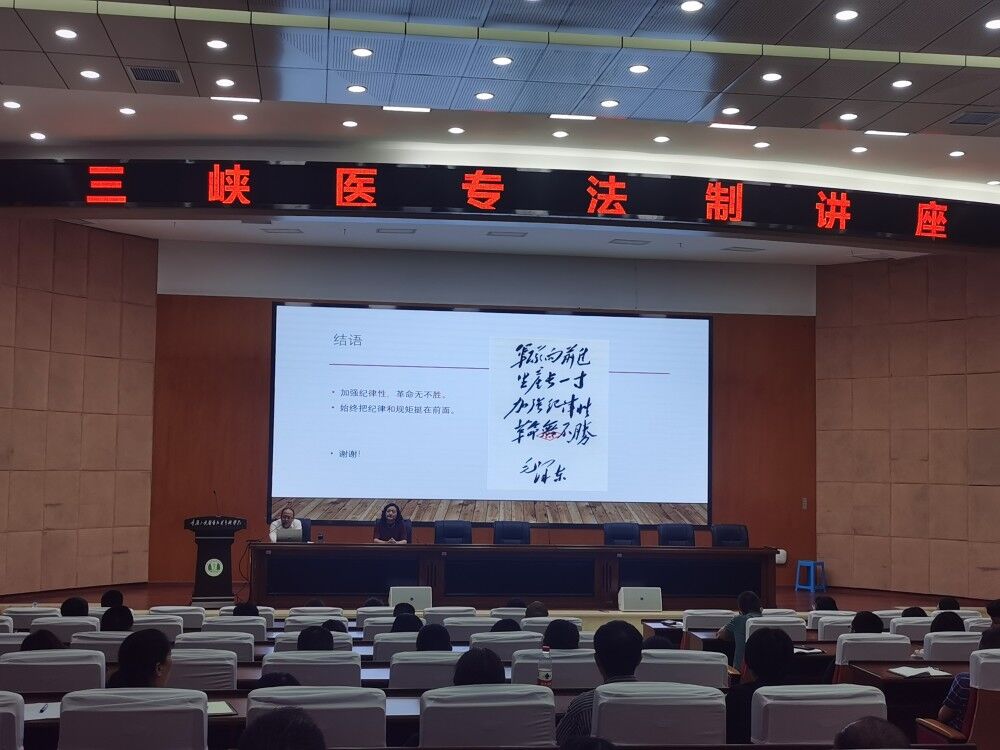 三峡医专法制讲座
结语
加强纪律性，革命无不胜。
始终把纪律和规矩挺在前面。
谢谢！
军队向前进
生产长一寸
加强纪律性
革命無不勝
毛泽东